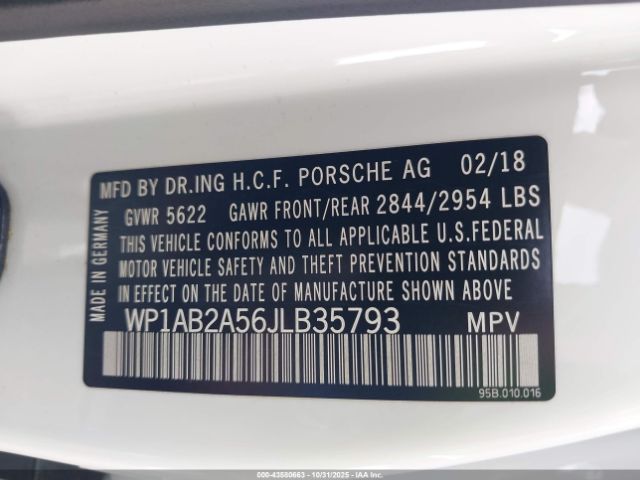 MFD BY DR.ING H.C.F. PORSCHE AG 02/18
GVWR 5622 GAWR FRONT/REAR 2844/2954 LBS
THIS VEHICLE CONFORMS TO ALL APPLICABLE U.S.FEDERAL
MOTOR VEHICLE SAFETY AND THEFT PREVENTION STANDARDS
IN EFFECT ON THE DATE OF MANUFACTURE SHOWN ABOVE
WP1AB2A56JLB35793 MPV
95B.010.016
MADE IN GERMANY
000-43580663 - 10/31/2025 - IAAI.COM